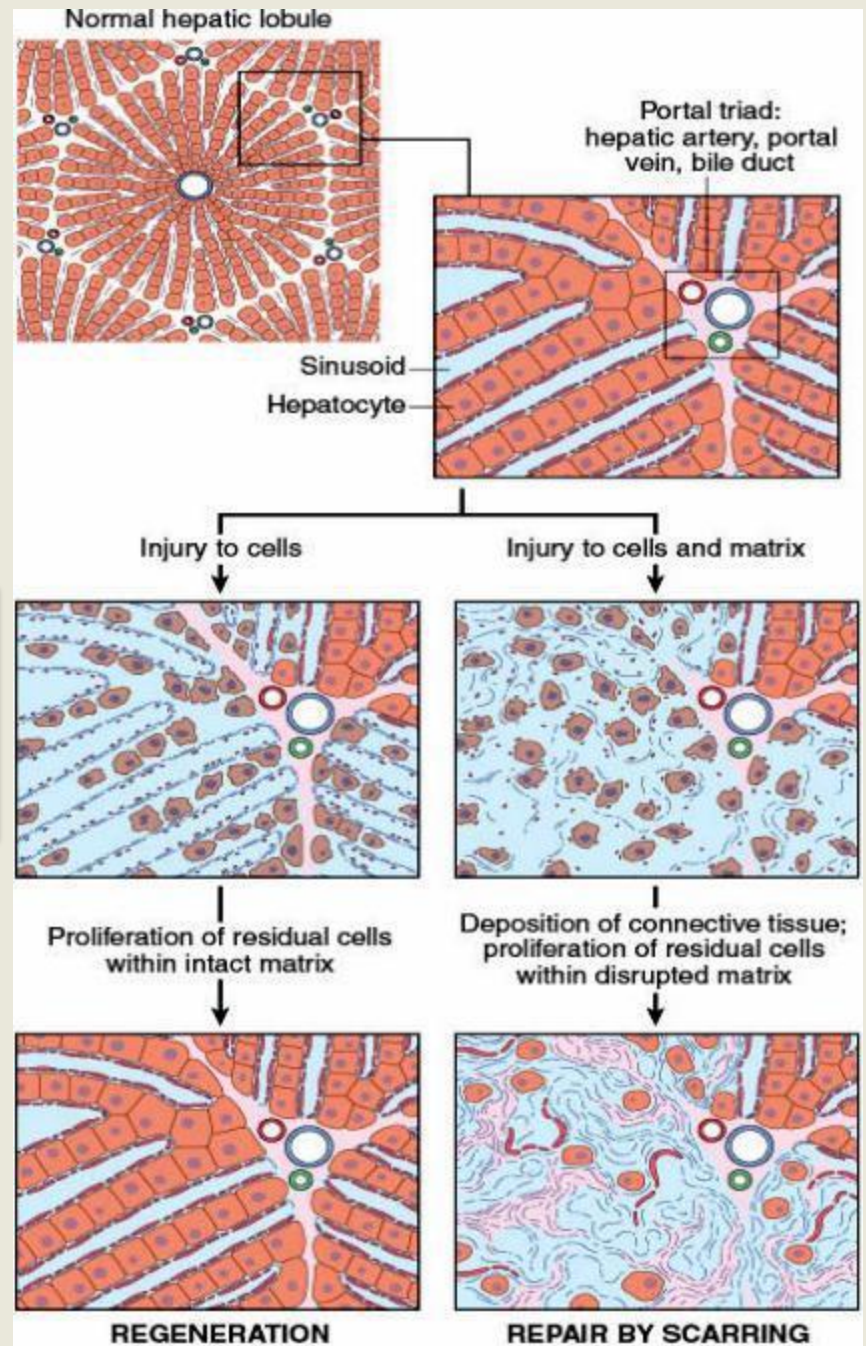 Normal hepatic lobule
Portal triad:
hepatic artery, portal
vein, bile duct
Sinusoid
Hepatocyte
Injury to cells
Injury to cells and matrix
Proliferation of residual cells
within intact matrix
Deposition of connective tissue;
proliferation of residual cells
within disrupted matrix
REGENERATION
REPAIR BY SCARRING